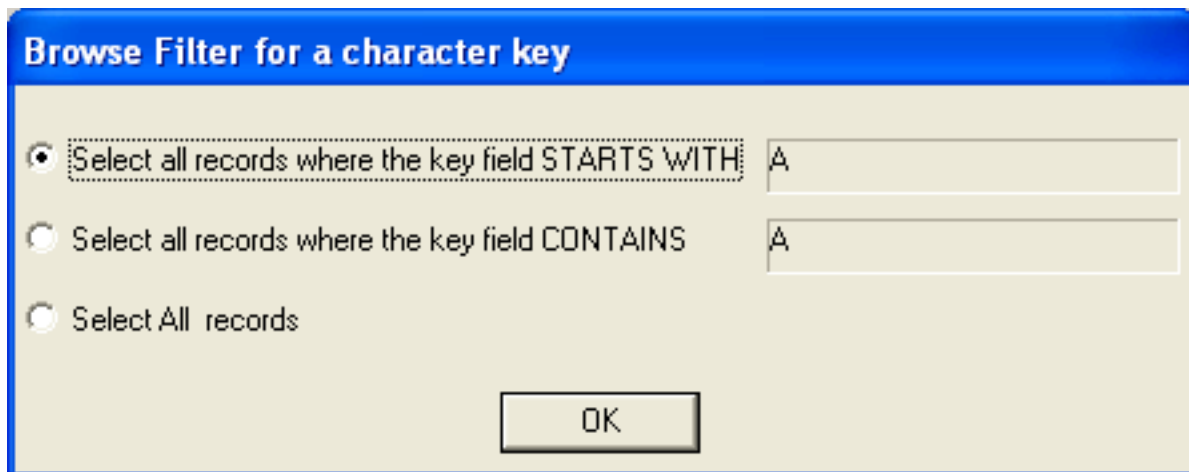 Browse Filter for a character key
Select all records where the key field STARTS WITH A
Select all records where the key field CONTAINS A
Select All records
OK